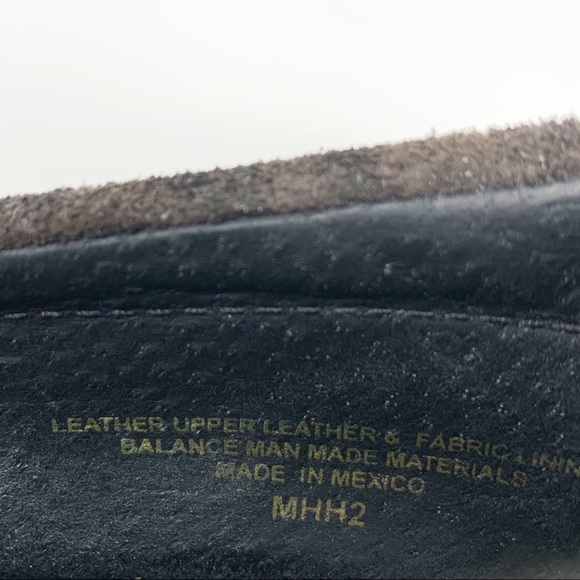 LEATHER UPPER LEATHER & FABRIC LININ
BALANCE MAN MADE MATERIALS
MADE IN MEXICO
MHH2